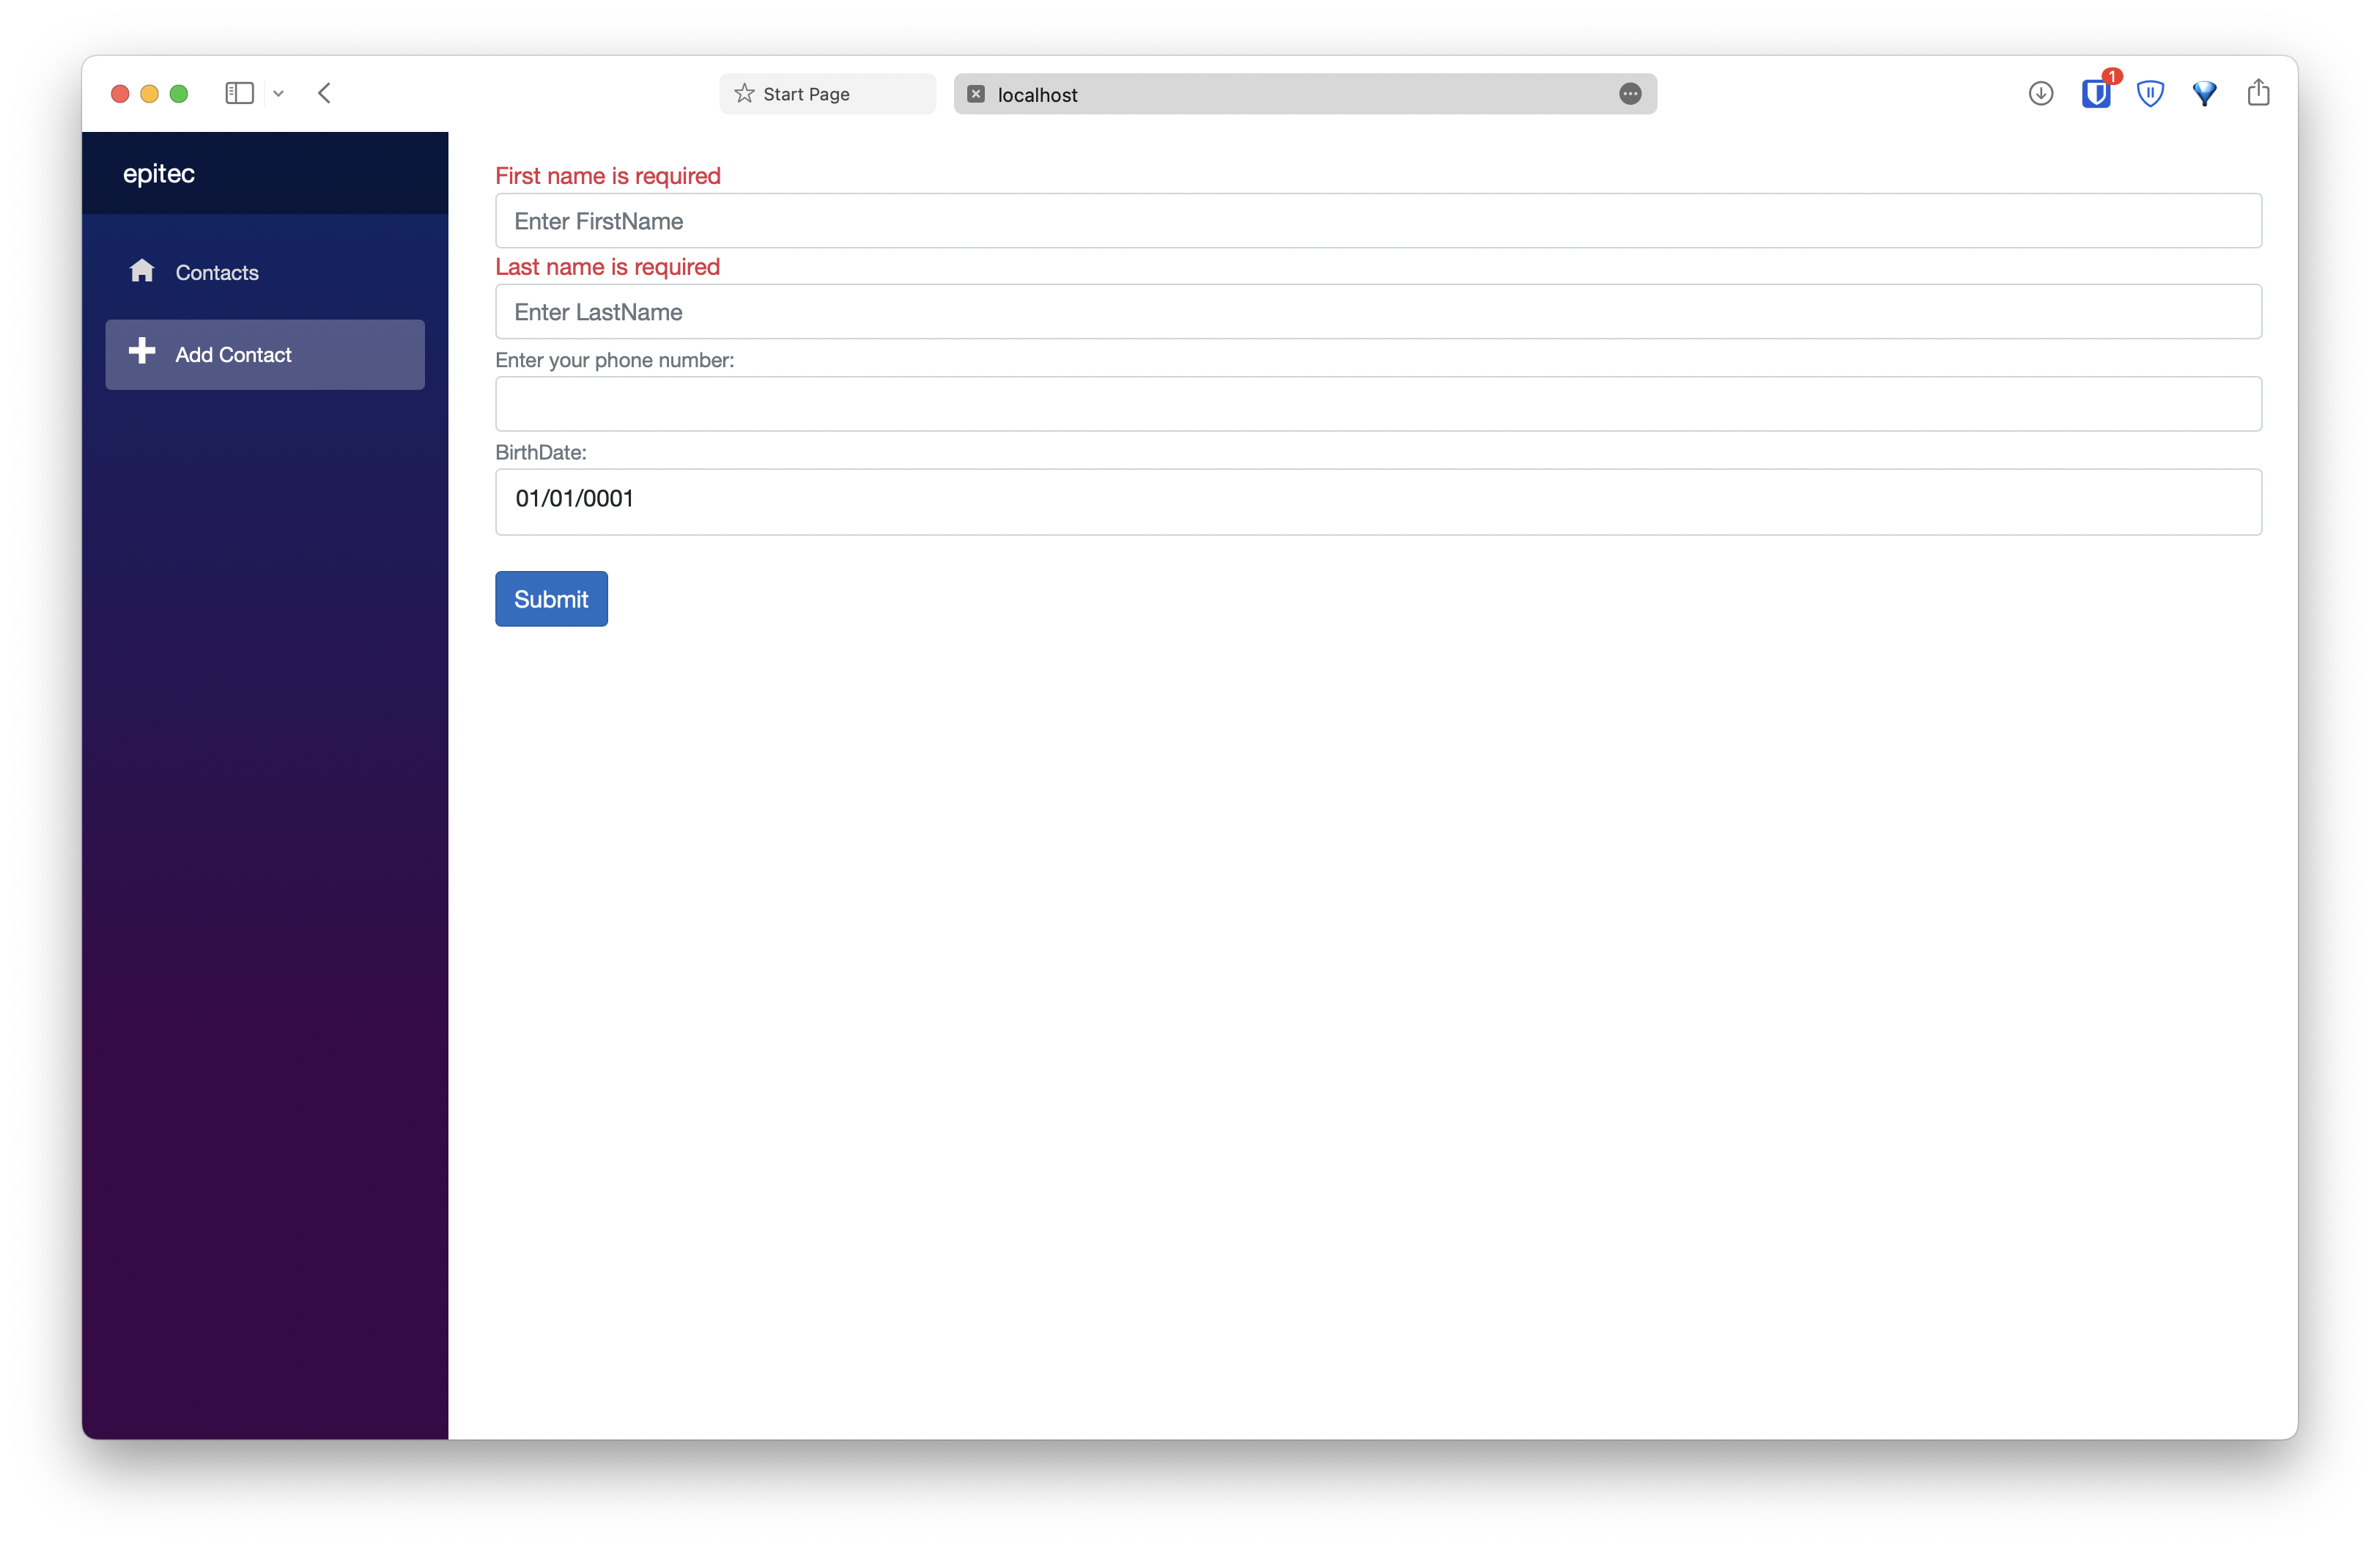 Start Page
localhost
1
epitec
Contacts
Add Contact
First name is required
Enter FirstName
Last name is required
Enter LastName
Enter your phone number:
BirthDate:
01/01/0001
Submit